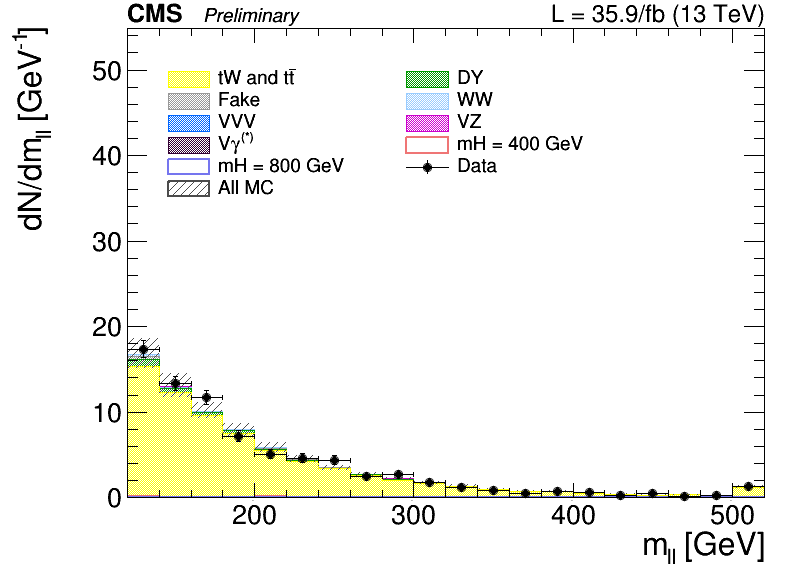 CMS Preliminary L = 35.9/fb (13 TeV)
dN/dm_ll [GeV^-1]
50
40
30
20
10
0
tW and tt̄ DY
Fake WW
VVV VZ
Vγ^(*) mH = 400 GeV
mH = 800 GeV Data
All MC
200 300 400 500
m_ll [GeV]